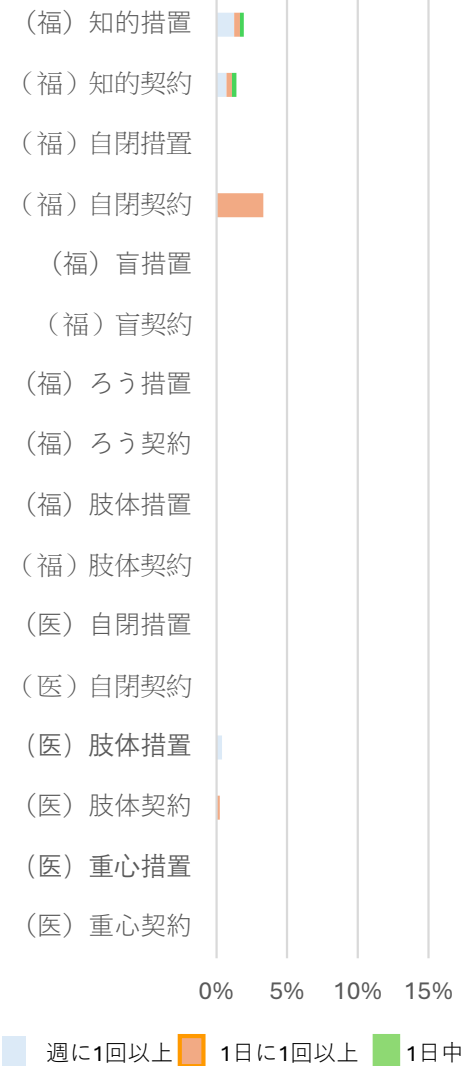 （福）知的措置
（福）知的契約
（福）自閉措置
（福）自閉契約
（福）盲措置
（福）盲契約
（福）ろう措置
（福）ろう契約
（福）肢体措置
（福）肢体契約
（医）自閉措置
（医）自閉契約
（医）肢体措置
（医）肢体契約
（医）重心措置
（医）重心契約
0% 5% 10% 15%
週に1回以上 1日に1回以上 1日中